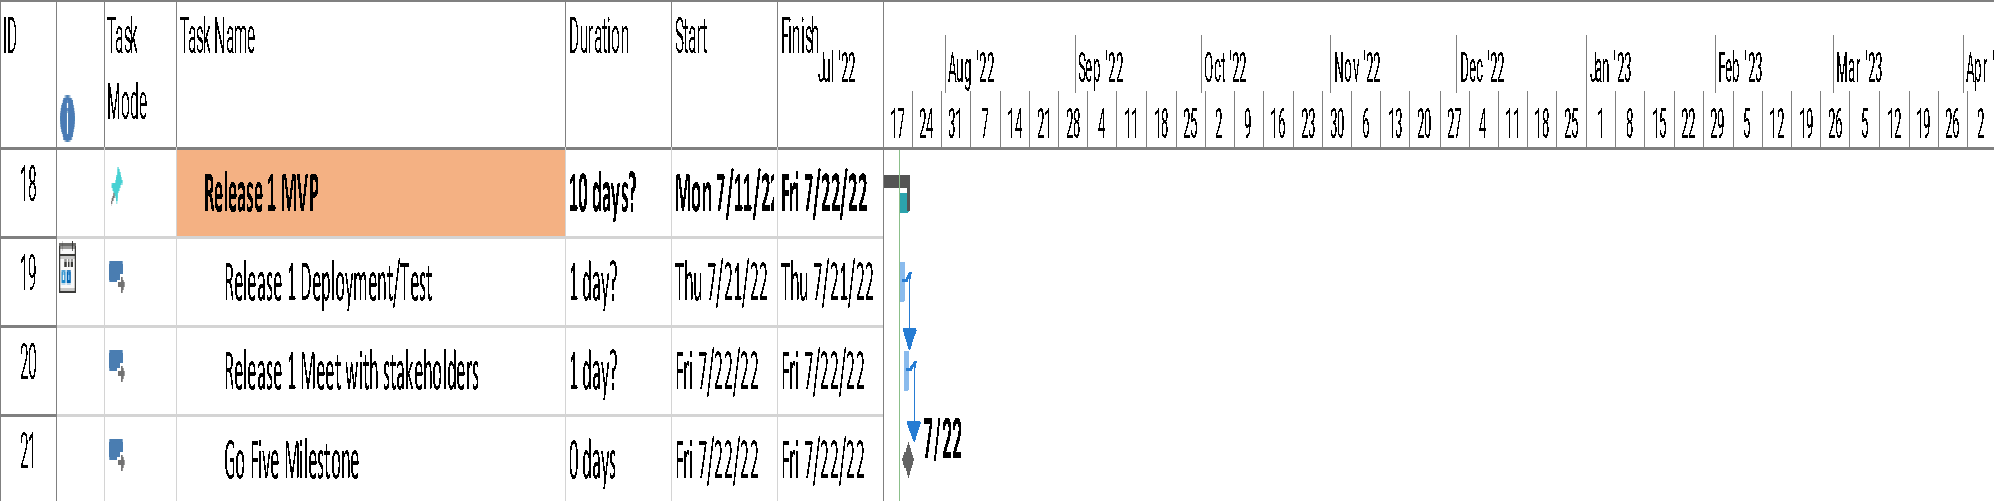 ID Task Mode Task Name Duration Start Finish
Jul '22 Aug '22 Sep '22 Oct '22 Nov '22 Dec '22 Jan '23 Feb '23 Mar '23 Apr '
17 24 31 7 14 21 28 4 11 18 25 2 9 16 23 30 6 13 20 27 4 11 18 25 1 8 15 22 29 5 12 19 26 5 12 19 26 2
18 Release 1 MVP 10 days? Mon 7/11/22 Fri 7/22/22
19 Release 1 Deployment/Test 1 day? Thu 7/21/22 Thu 7/21/22
20 Release 1 Meet with stakeholders 1 day? Fri 7/22/22 Fri 7/22/22
21 Go Five Milestone 0 days Fri 7/22/22 Fri 7/22/22 7/22